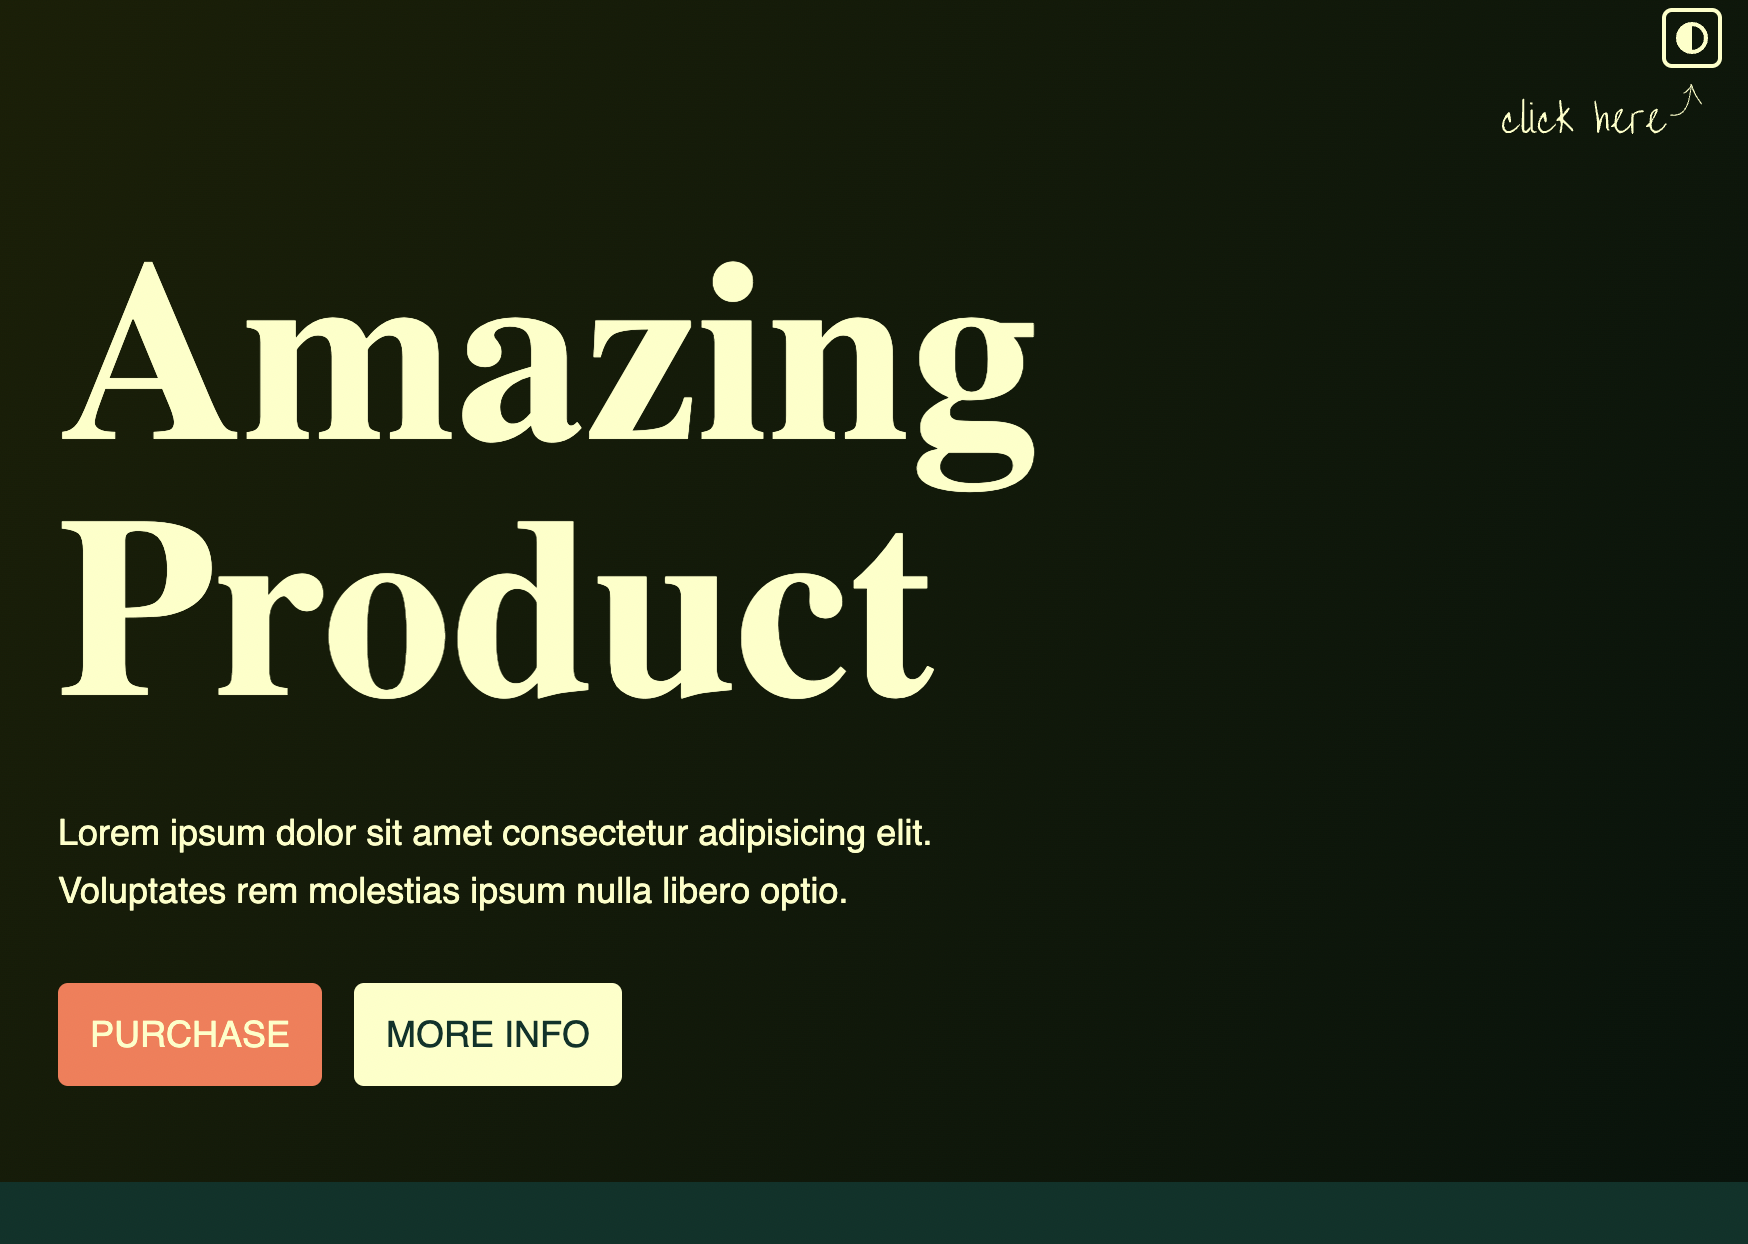 click here
Amazing
Product
Lorem ipsum dolor sit amet consectetur adipisicing elit.
Voluptates rem molestias ipsum nulla libero optio.
PURCHASE MORE INFO